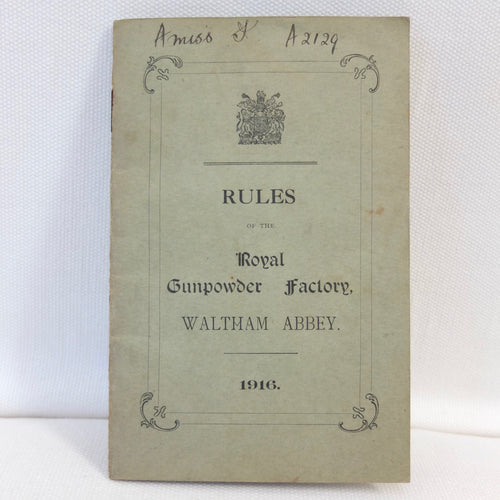 Amiss F A2129
RULES
OF THE
Royal
Gunpowder Factory,
WALTHAM ABBEY.
1916.